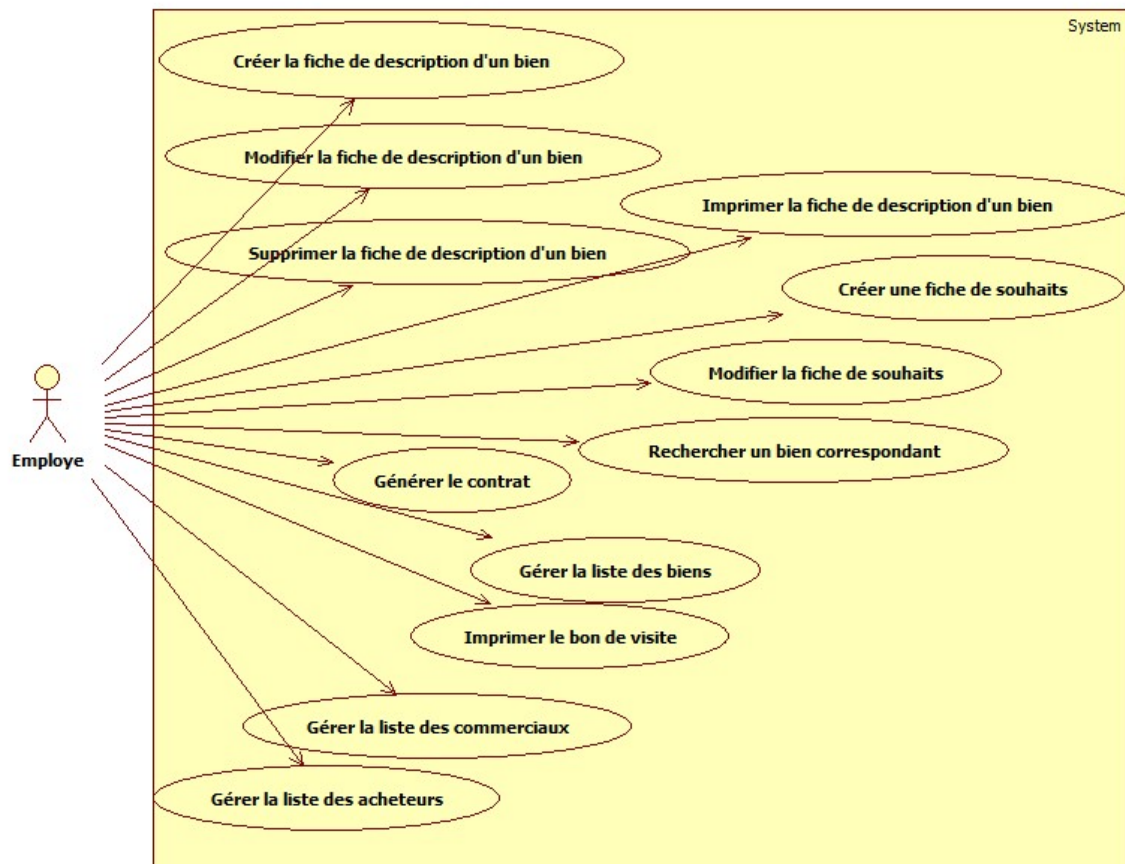 System
Créer la fiche de description d'un bien
Modifier la fiche de description d'un bien
Imprimer la fiche de description d'un bien
Supprimer la fiche de description d'un bien
Créer une fiche de souhaits
Modifier la fiche de souhaits
Rechercher un bien correspondant
Employe
Générer le contrat
Gérer la liste des biens
Imprimer le bon de visite
Gérer la liste des commerciaux
Gérer la liste des acheteurs